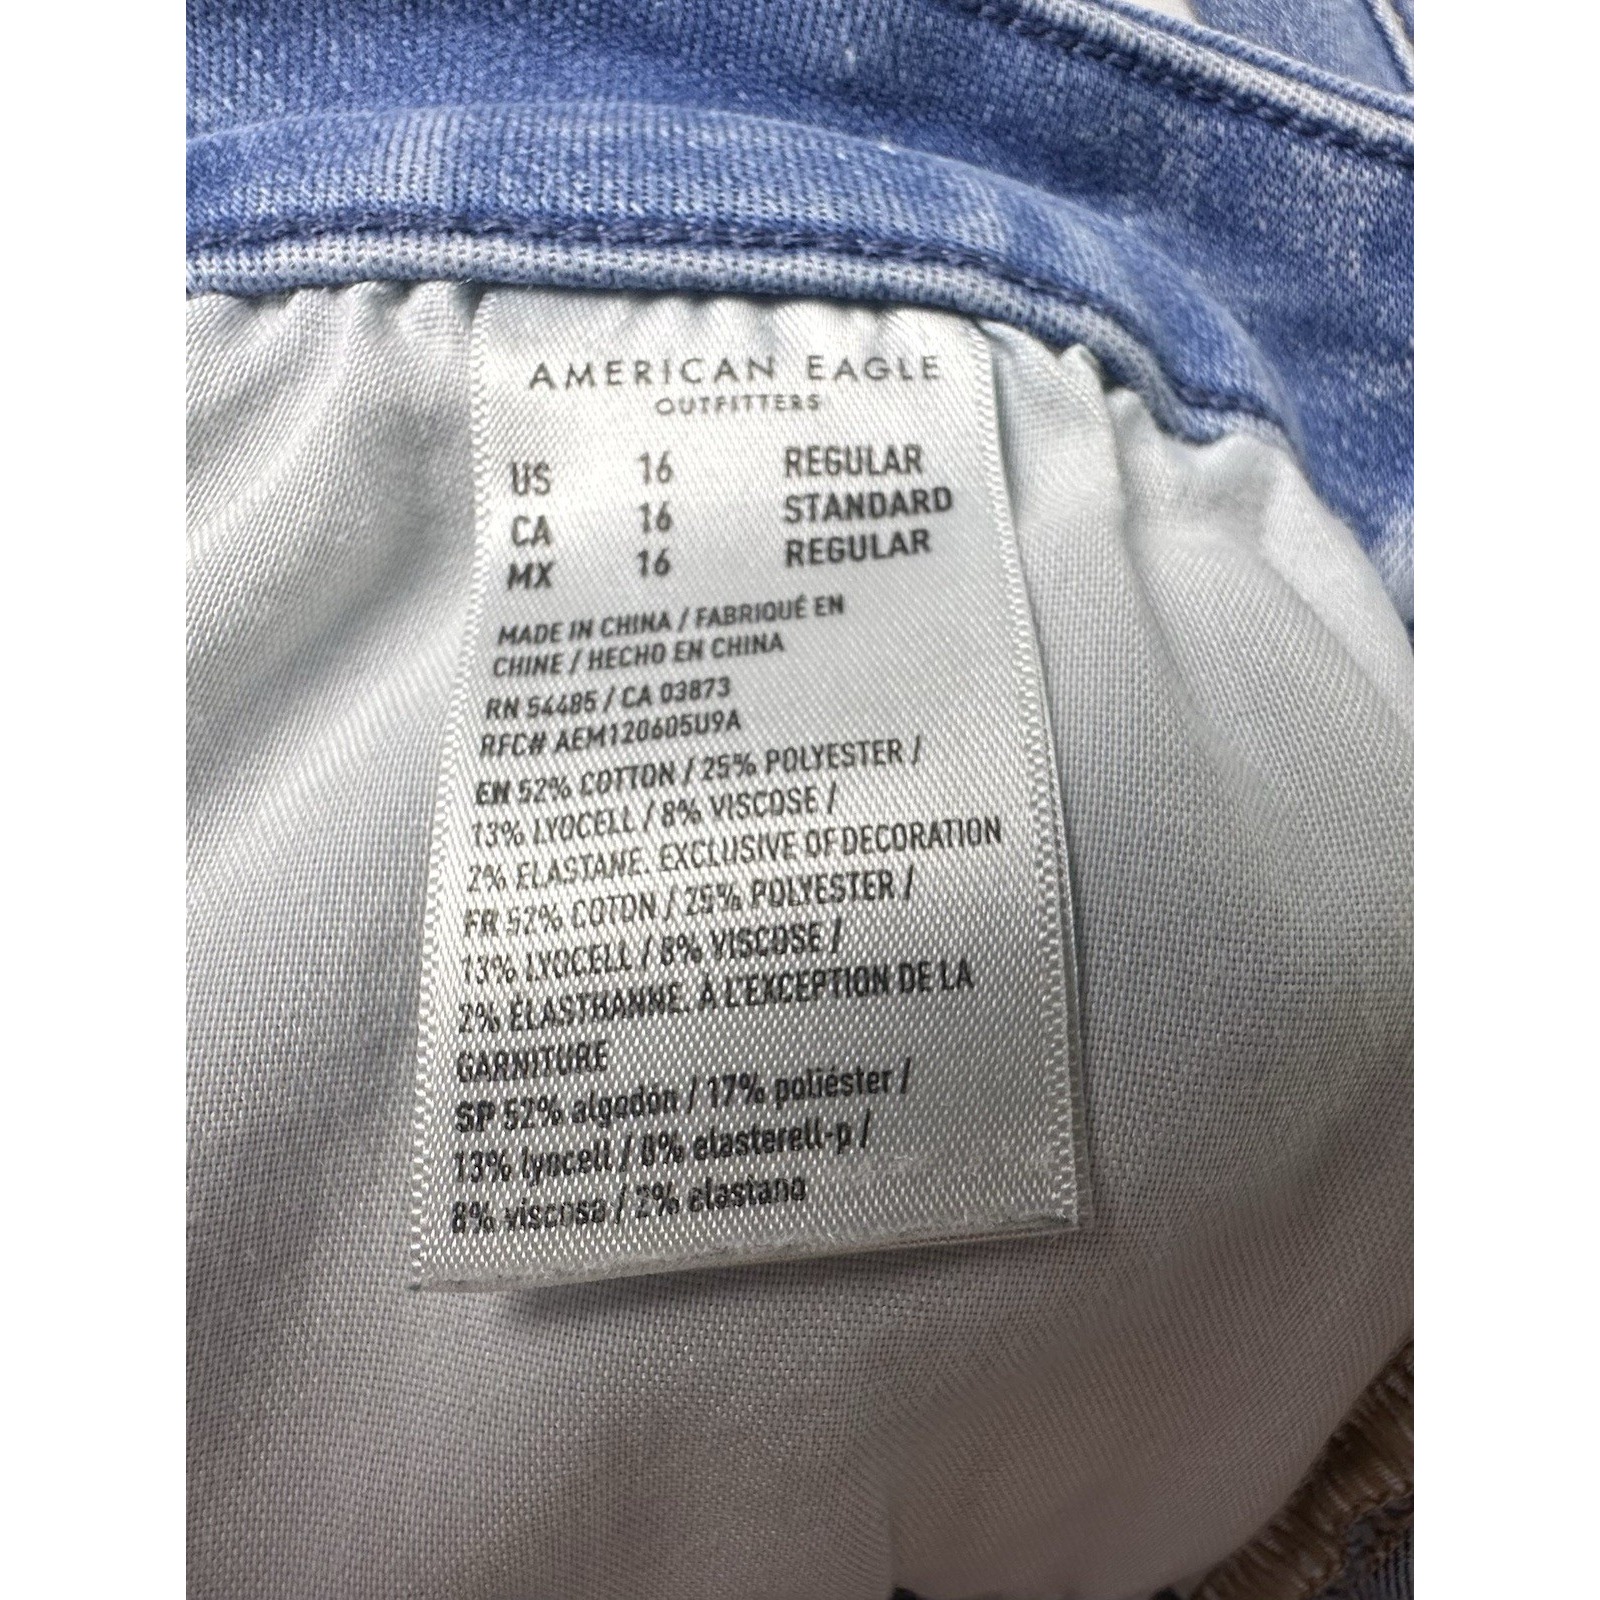 AMERICAN EAGLE
OUTFITTERS
US 16 REGULAR
CA 16 STANDARD
MX 16 REGULAR
MADE IN CHINA / FABRIQUÉ EN
CHINE / HECHO EN CHINA
RN 54485 / CA 03873
RFC# AEM120605U9A
EN 52% COTTON / 25% POLYESTER /
13% LYOCELL / 8% VISCOSE /
2% ELASTANE. EXCLUSIVE OF DECORATION
FR 52% COTON / 25% POLYESTER /
13% LYOCELL / 8% VISCOSE /
2% ÉLASTHANNE. À L'EXCEPTION DE LA
GARNITURE
SP 52% algodón / 17% poliéster /
13% lyocell / 8% elasterell-p /
8% viscosa / 2% elastano